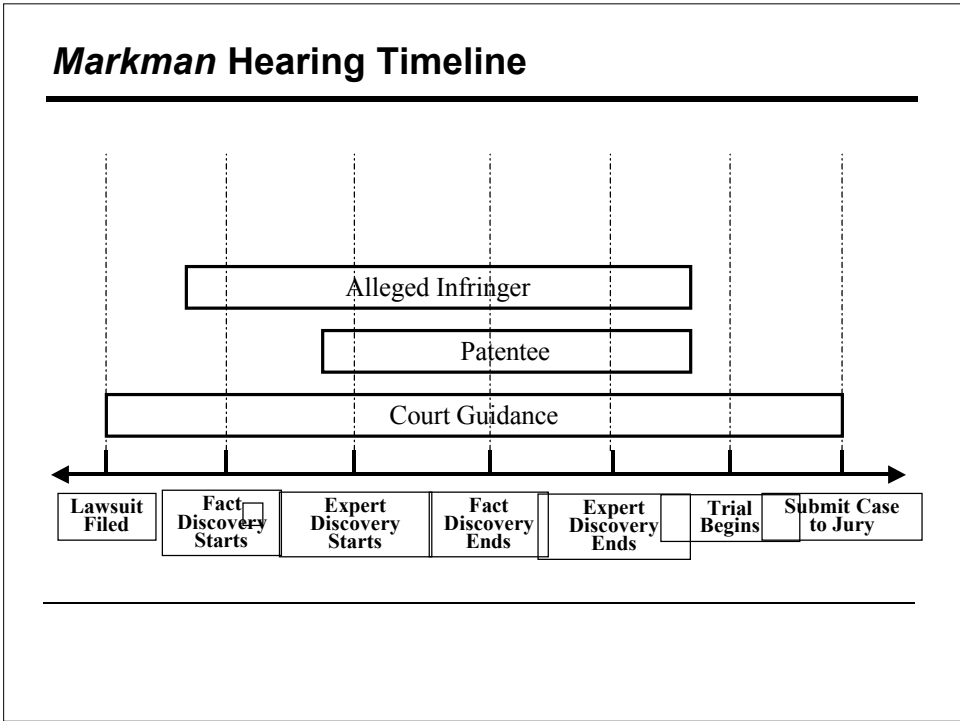 Markman Hearing Timeline
Alleged Infringer
Patentee
Court Guidance
Lawsuit
Filed
Fact
Discovery
Starts
Expert
Discovery
Starts
Fact
Discovery
Ends
Expert
Discovery
Ends
Trial
Begins
Submit Case
to Jury